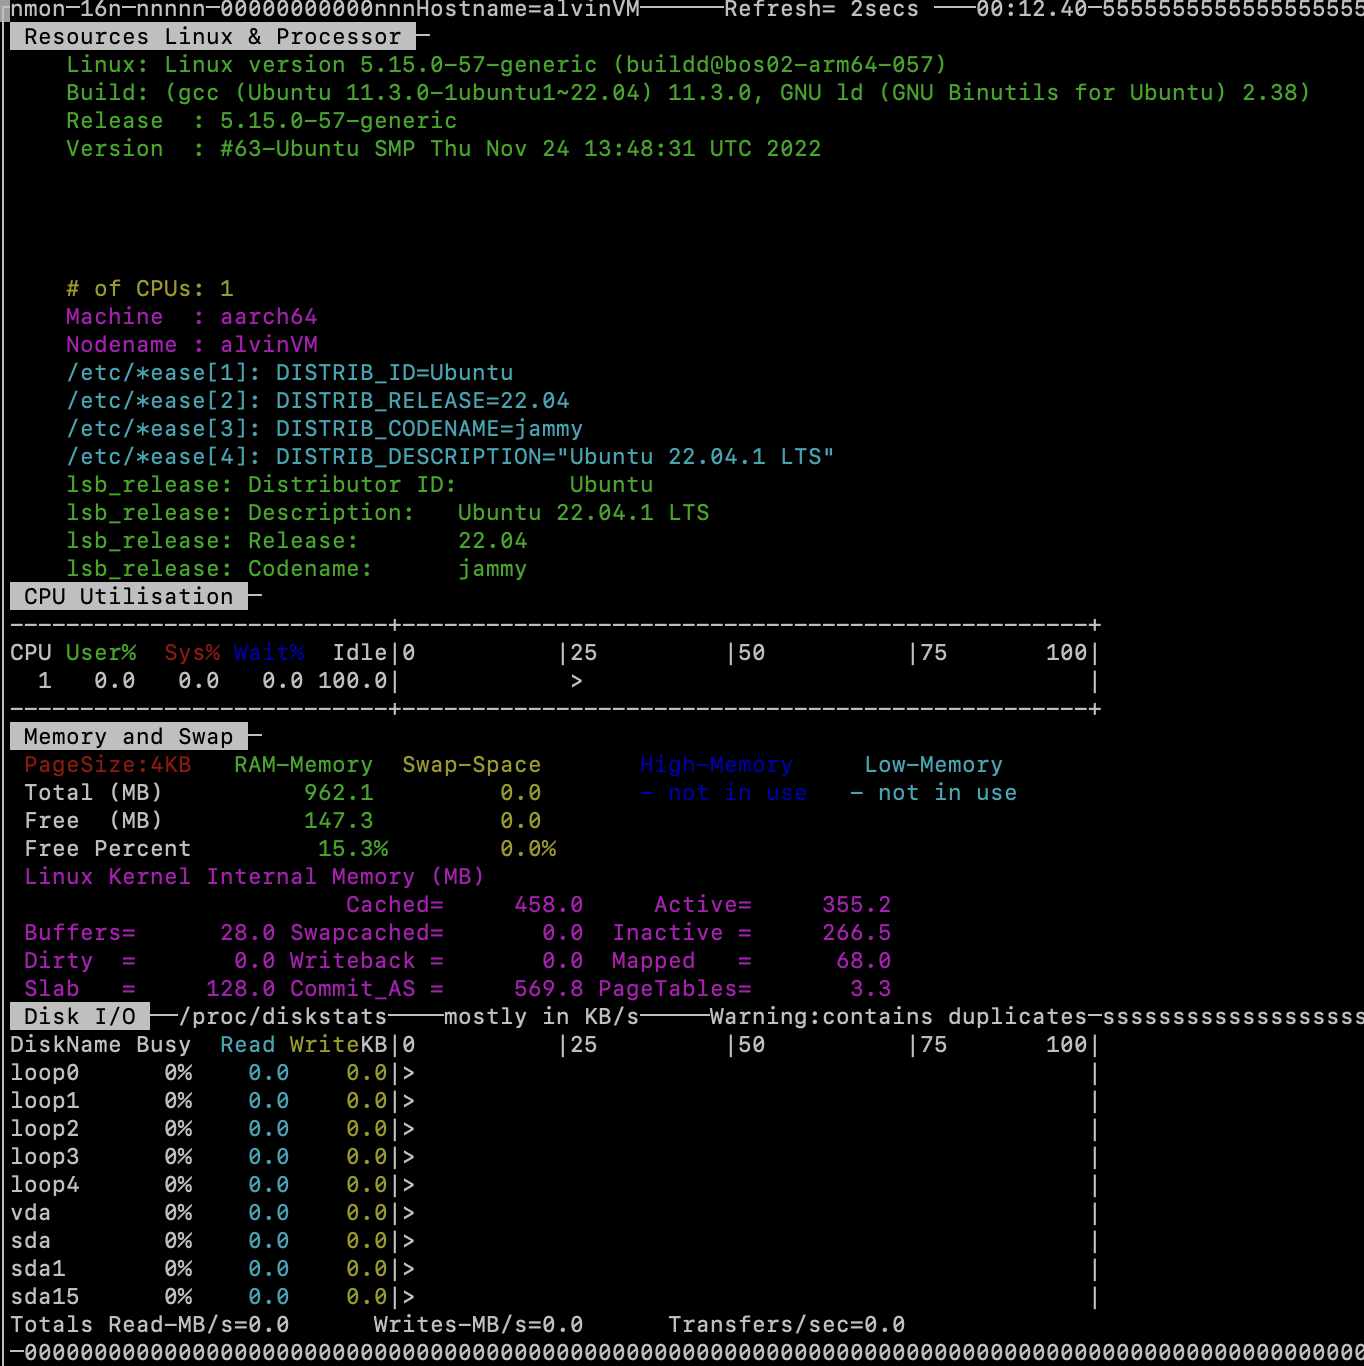 nmon─16n─nnnnn─00000000000nnnHostname=alvinVM──────Refresh= 2secs ───00:12.40─5555555555555555555
Resources Linux & Processor ─
Linux: Linux version 5.15.0-57-generic (buildd@bos02-arm64-057)
Build: (gcc (Ubuntu 11.3.0-1ubuntu1~22.04) 11.3.0, GNU ld (GNU Binutils for Ubuntu) 2.38)
Release  : 5.15.0-57-generic
Version  : #63-Ubuntu SMP Thu Nov 24 13:48:31 UTC 2022
# of CPUs: 1
Machine  : aarch64
Nodename : alvinVM
/etc/*ease[1]: DISTRIB_ID=Ubuntu
/etc/*ease[2]: DISTRIB_RELEASE=22.04
/etc/*ease[3]: DISTRIB_CODENAME=jammy
/etc/*ease[4]: DISTRIB_DESCRIPTION="Ubuntu 22.04.1 LTS"
lsb_release: Distributor ID:        Ubuntu
lsb_release: Description:   Ubuntu 22.04.1 LTS
lsb_release: Release:       22.04
lsb_release: Codename:      jammy
CPU Utilisation ─
----------------------------+-------------------------------------------------+
CPU User%  Sys% Wait%  Idle|0          |25         |50          |75       100|
1   0.0   0.0   0.0 100.0|            >                                    |
----------------------------+-------------------------------------------------+
Memory and Swap ─
PageSize:4KB   RAM-Memory  Swap-Space       High-Memory     Low-Memory
Total (MB)          962.1         0.0       - not in use   - not in use
Free  (MB)          147.3         0.0
Free Percent         15.3%        0.0%
Linux Kernel Internal Memory (MB)
Cached=     458.0     Active=     355.2
Buffers=      28.0 Swapcached=       0.0  Inactive =     266.5
Dirty  =       0.0 Writeback =       0.0  Mapped   =      68.0
Slab   =     128.0 Commit_AS =     569.8 PageTables=       3.3
Disk I/O ──/proc/diskstats────mostly in KB/s─────Warning:contains duplicates─sssssssssssssssssss
DiskName Busy  Read WriteKB|0          |25         |50          |75       100|
loop0      0%    0.0    0.0|>                                                |
loop1      0%    0.0    0.0|>                                                |
loop2      0%    0.0    0.0|>                                                |
loop3      0%    0.0    0.0|>                                                |
loop4      0%    0.0    0.0|>                                                |
vda        0%    0.0    0.0|>                                                |
sda        0%    0.0    0.0|>                                                |
sda1       0%    0.0    0.0|>                                                |
sda15      0%    0.0    0.0|>                                                |
Totals Read-MB/s=0.0      Writes-MB/s=0.0      Transfers/sec=0.0
─000000000000000000000000000000000000000000000000000000000000000000000000000000000000000000000000